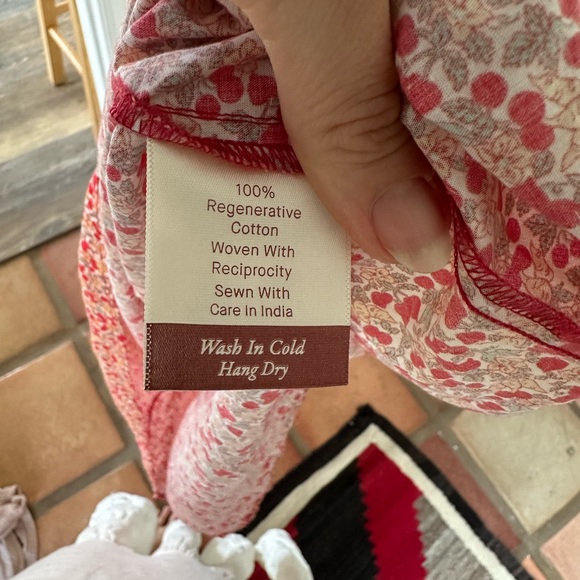 100%
Regenerative
Cotton
Woven With
Reciprocity
Sewn With
Care in India
Wash In Cold
Hang Dry